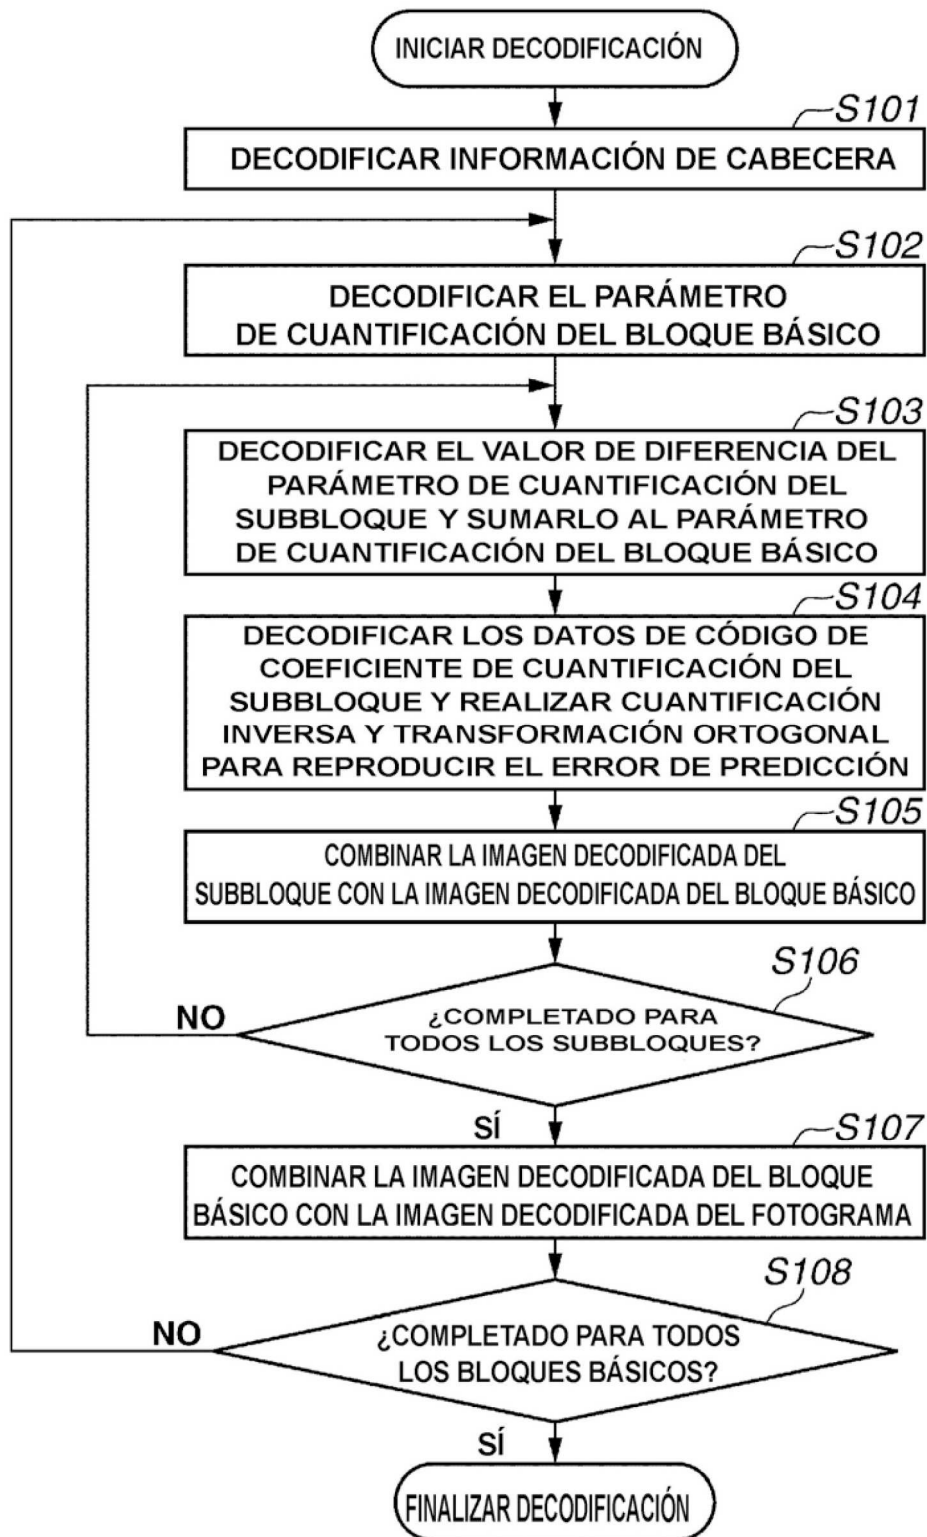 INICIAR DECODIFICACIÓN
S101
DECODIFICAR INFORMACIÓN DE CABECERA
S102
DECODIFICAR EL PARÁMETRO
DE CUANTIFICACIÓN DEL BLOQUE BÁSICO
S103
DECODIFICAR EL VALOR DE DIFERENCIA DEL
PARÁMETRO DE CUANTIFICACIÓN DEL
SUBBLOQUE Y SUMARLO AL PARÁMETRO
DE CUANTIFICACIÓN DEL BLOQUE BÁSICO
S104
DECODIFICAR LOS DATOS DE CÓDIGO DE
COEFICIENTE DE CUANTIFICACIÓN DEL
SUBBLOQUE Y REALIZAR CUANTIFICACIÓN
INVERSA Y TRANSFORMACIÓN ORTOGONAL
PARA REPRODUCIR EL ERROR DE PREDICCIÓN
S105
COMBINAR LA IMAGEN DECODIFICADA DEL
SUBBLOQUE CON LA IMAGEN DECODIFICADA DEL BLOQUE BÁSICO
S106
NO
¿COMPLETADO PARA
TODOS LOS SUBBLOQUES?
SÍ
S107
COMBINAR LA IMAGEN DECODIFICADA DEL BLOQUE
BÁSICO CON LA IMAGEN DECODIFICADA DEL FOTOGRAMA
S108
NO
¿COMPLETADO PARA TODOS
LOS BLOQUES BÁSICOS?
SÍ
FINALIZAR DECODIFICACIÓN